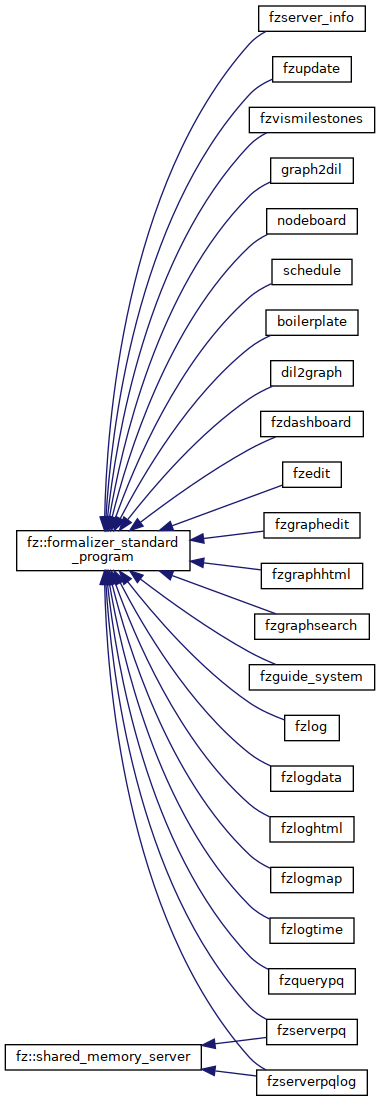 fzserver_info
fzupdate
fzvismilestones
graph2dil
nodeboard
schedule
boilerplate
dil2graph
fzdashboard
fzedit
fzgraphedit
fz::formalizer_standard
_program
fzgraphhtml
fzgraphsearch
fzguide_system
fzlog
fzlogdata
fzloghtml
fzlogmap
fzlogtime
fzquerypq
fzserverpq
fz::shared_memory_server
fzserverpqlog